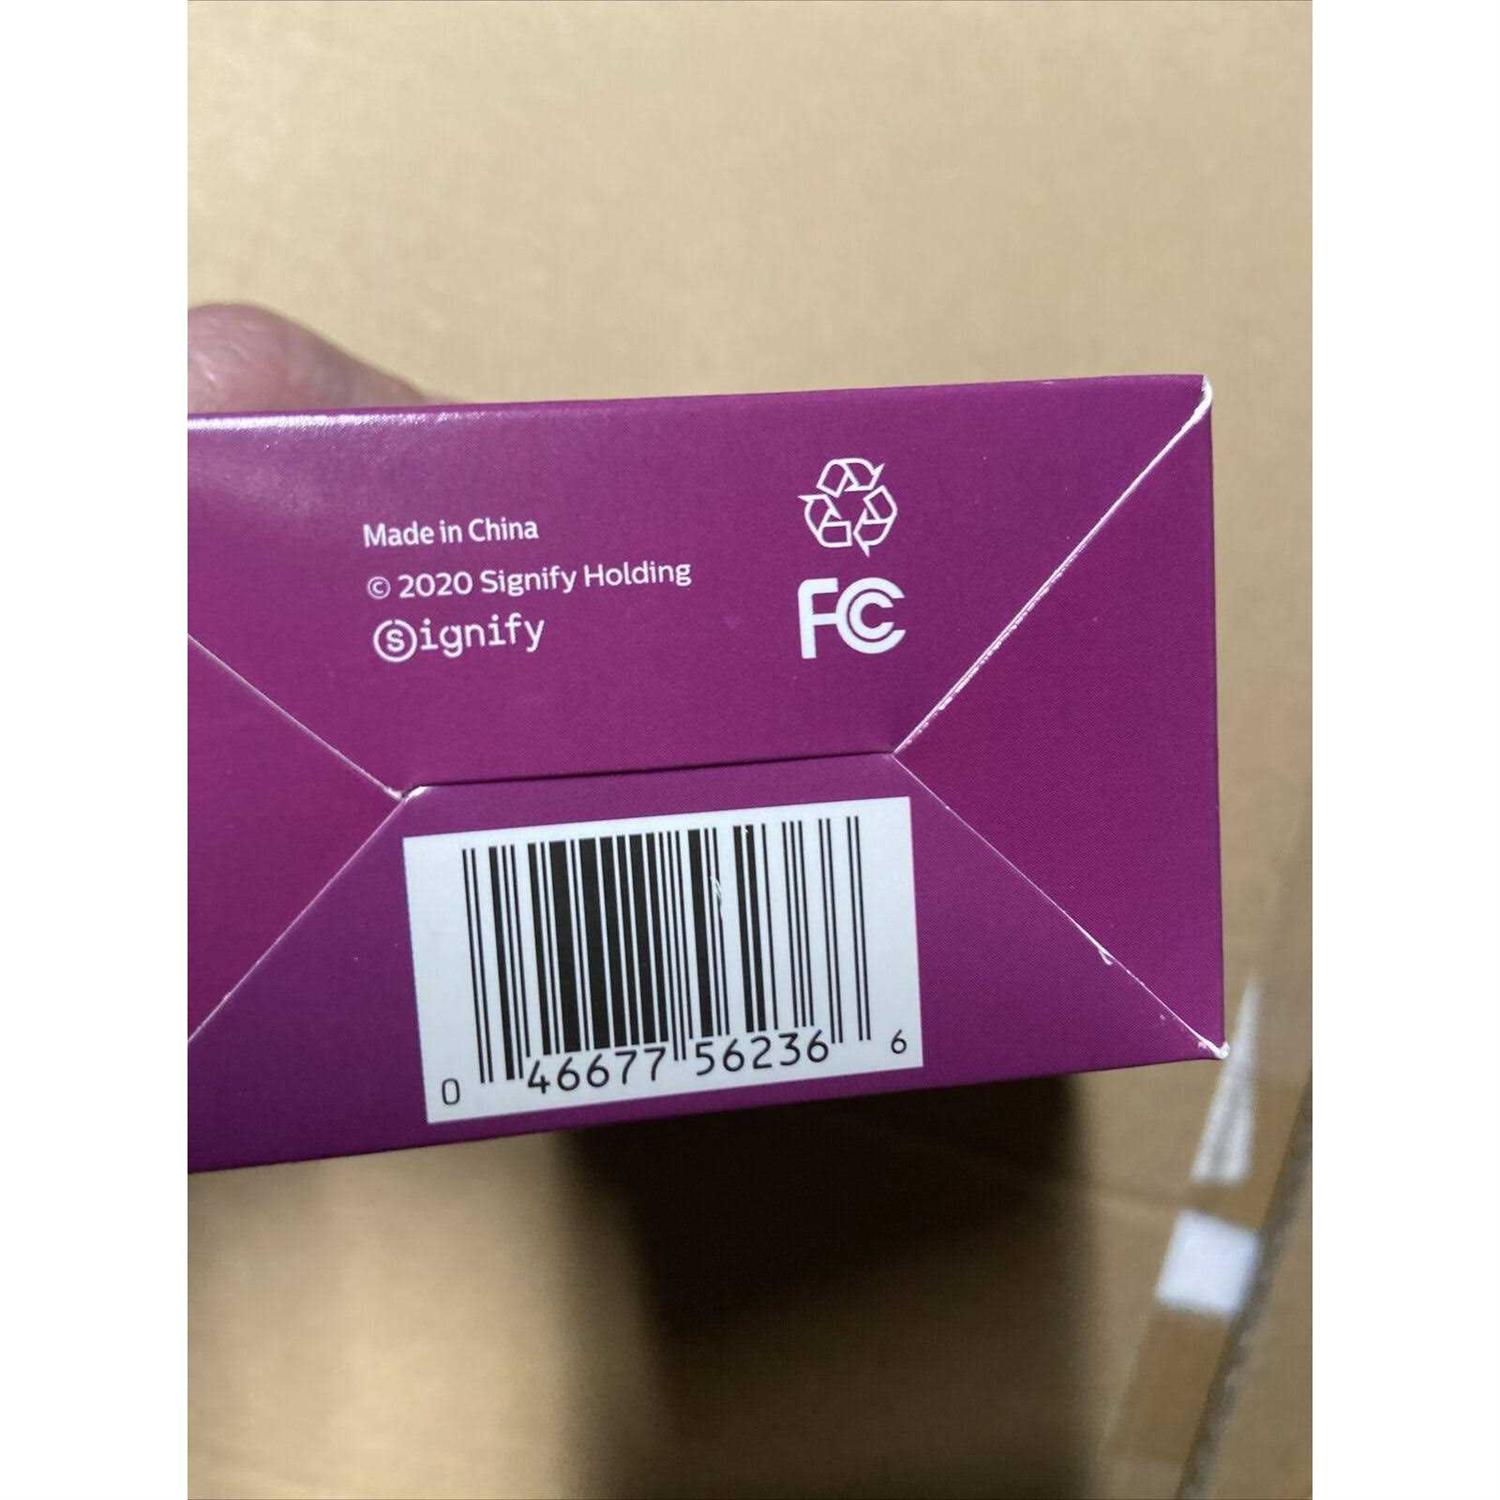 Made in China
© 2020 Signify Holding
Signify
FC
0 46677 56236 6